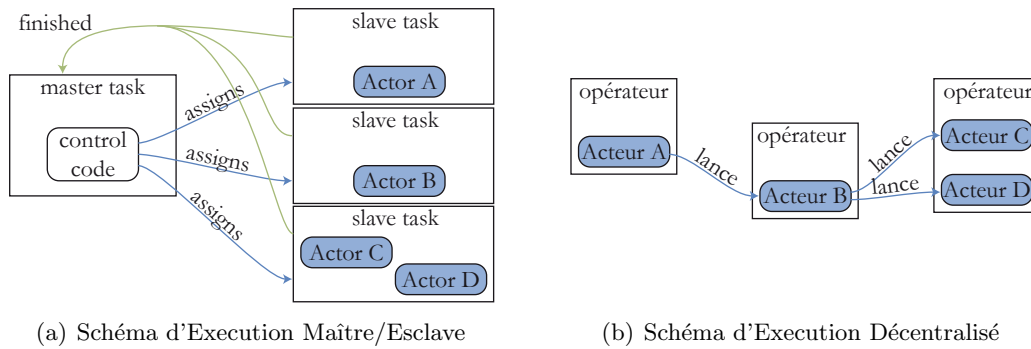 finished
master task
control
code
assigns
assigns
assigns
slave task
Actor A
slave task
Actor B
slave task
Actor C
Actor D
(a) Schéma d'Execution Maître/Esclave
opérateur
Acteur A
lance
opérateur
Acteur B
lance
lance
opérateur
Acteur C
Acteur D
(b) Schéma d'Execution Décentralisé